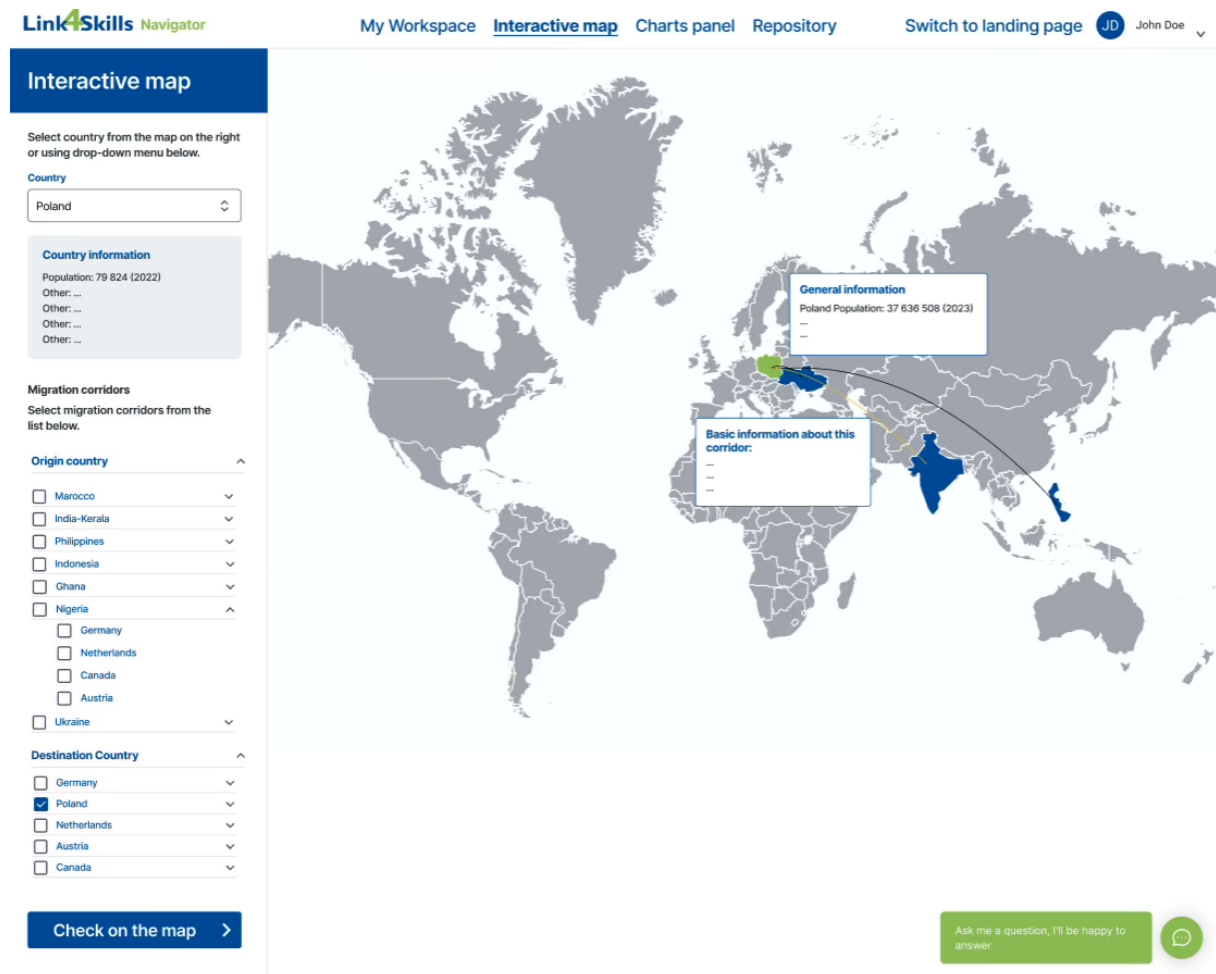 Link4Skills Navigator
My Workspace
Interactive map
Charts panel
Repository
Switch to landing page
JD
John Doe
Interactive map
Select country from the map on the right
or using drop-down menu below.
Country
Poland
Country information
Population: 79 824 (2022)
Other: ...
Other: ...
Other: ...
Other: ...
Migration corridors
Select migration corridors from the
list below.
Origin country
Marocco
India-Kerala
Philippines
Indonesia
Ghana
Nigeria
Germany
Netherlands
Canada
Austria
Ukraine
Destination Country
Germany
Poland
Netherlands
Austria
Canada
Check on the map
General information
Poland Population: 37 636 508 (2023)
...
...
Basic information about this
corridor:
...
...
...
Ask me a question, I'll be happy to
answer